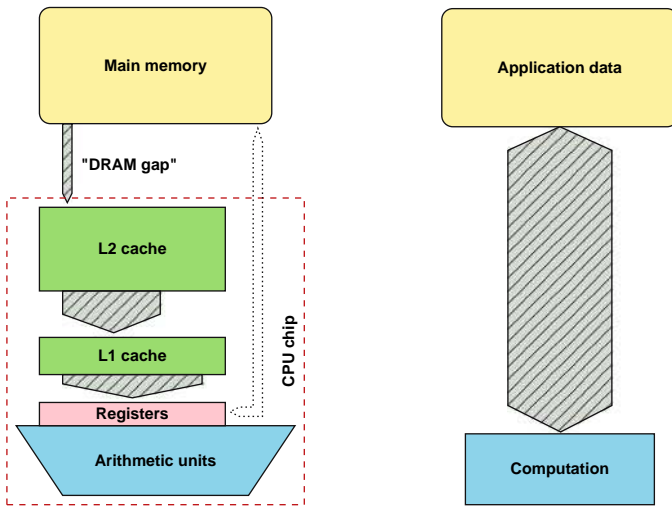 Main memory
Application data
"DRAM gap"
L2 cache
CPU chip
L1 cache
Registers
Arithmetic units
Computation